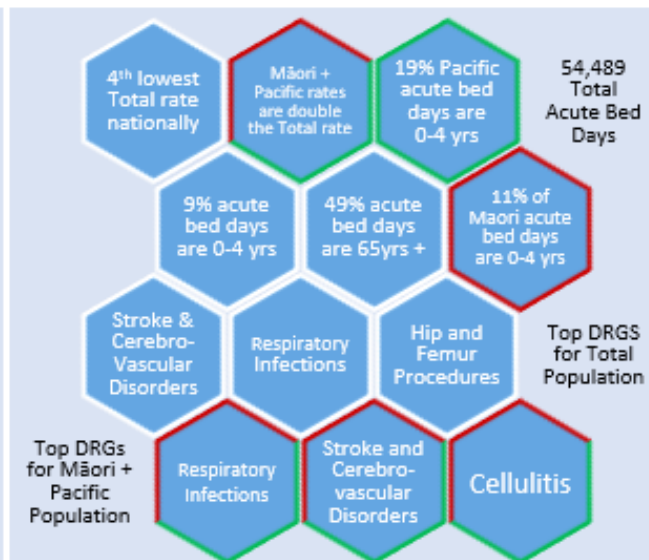 4th lowest
Total rate
nationally
Māori +
Pacific rates
are double
the Total rate
19% Pacific
acute bed
days are
0-4 yrs
54,489
Total
Acute Bed
Days
9% acute
bed days
are 0-4 yrs
49% acute
bed days
are 65yrs +
11% of
Maori acute
bed days
are 0-4 yrs
Stroke &
Cerebro-
Vascular
Disorders
Respiratory
Infections
Hip and
Femur
Procedures
Top DRGS
for Total
Population
Top DRGs
for Māori +
Pacific
Population
Respiratory
Infections
Stroke and
Cerebro-
vascular
Disorders
Cellulitis